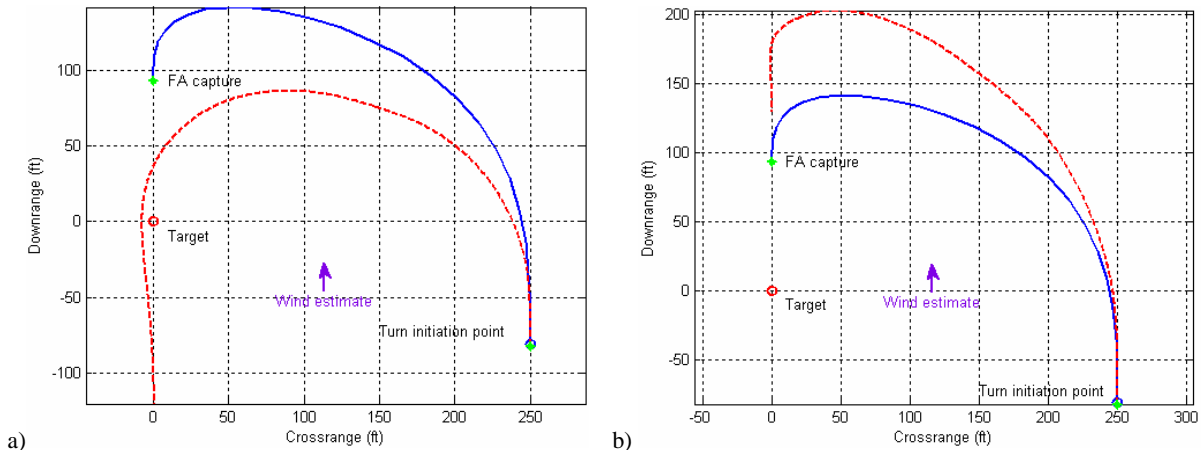 100
50
0
-50
-100
Downrange (ft)
FA capture
Target
Wind estimate
Turn initiation point
0
50
100
150
200
250
Crossrange (ft)
a)
200
150
100
50
0
-50
Downrange (ft)
FA capture
Target
Wind estimate
Turn initiation point
-50
0
50
100
150
200
250
300
Crossrange (ft)
b)